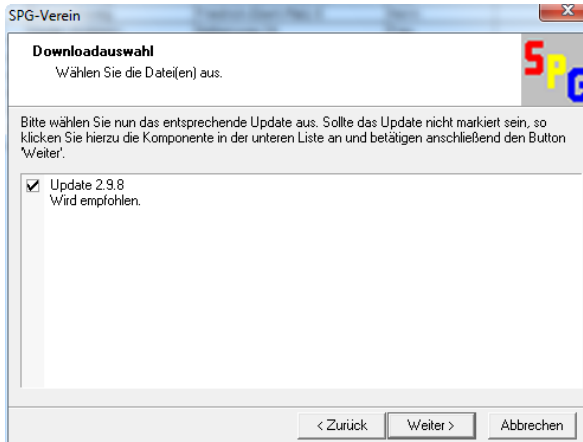 SPG-Verein
Downloadauswahl
Wählen Sie die Datei(en) aus.
SPG
Bitte wählen Sie nun das entsprechende Update aus. Sollte das Update nicht markiert sein, so
klicken Sie hierzu die Komponente in der unteren Liste an und betätigen anschließend den Button
'Weiter'.
Update 2.9.8
Wird empfohlen.
< Zurück
Weiter >
Abbrechen